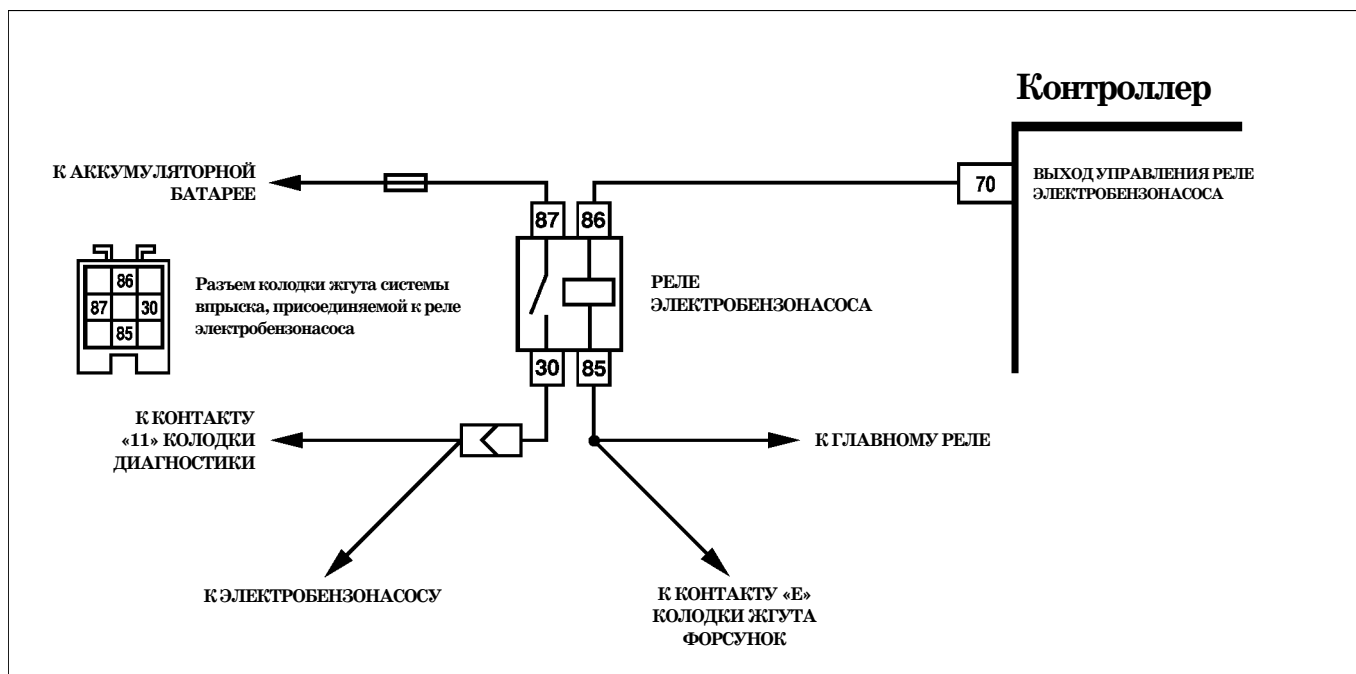 Контроллер
К АККУМУЛЯТОРНОЙ
БАТАРЕЕ
70
ВЫХОД УПРАВЛЕНИЯ РЕЛЕ
ЭЛЕКТРОБЕНЗОНАСОСА
87
86
86
87
30
85
Разъем колодки жгута системы
впрыска, присоединяемой к реле
электробензонасоса
РЕЛЕ
ЭЛЕКТРОБЕНЗОНАСОСА
30
85
К КОНТАКТУ
«11» КОЛОДКИ
ДИАГНОСТИКИ
К ГЛАВНОМУ РЕЛЕ
К ЭЛЕКТРОБЕНЗОНАСОСУ
К КОНТАКТУ «Е»
КОЛОДКИ ЖГУТА
ФОРСУНОК